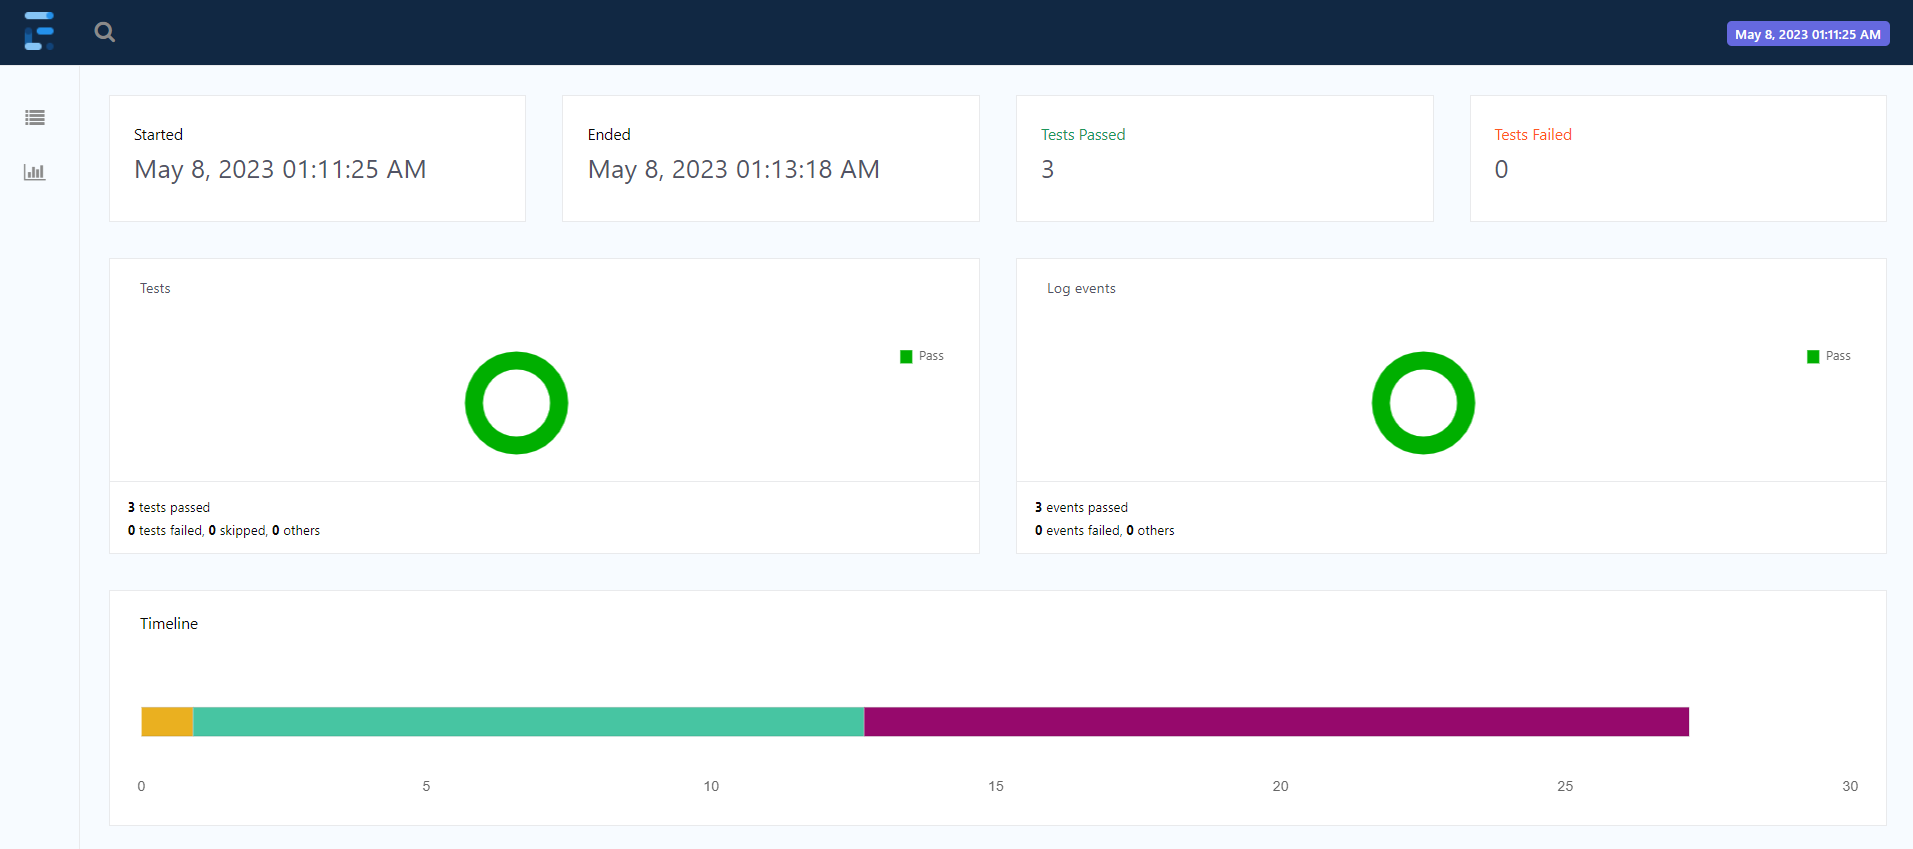 May 8, 2023 01:11:25 AM
Started
May 8, 2023 01:11:25 AM
Ended
May 8, 2023 01:13:18 AM
Tests Passed
3
Tests Failed
0
Tests
Pass
3 tests passed
0 tests failed, 0 skipped, 0 others
Log events
Pass
3 events passed
0 events failed, 0 others
Timeline
0 5 10 15 20 25 30